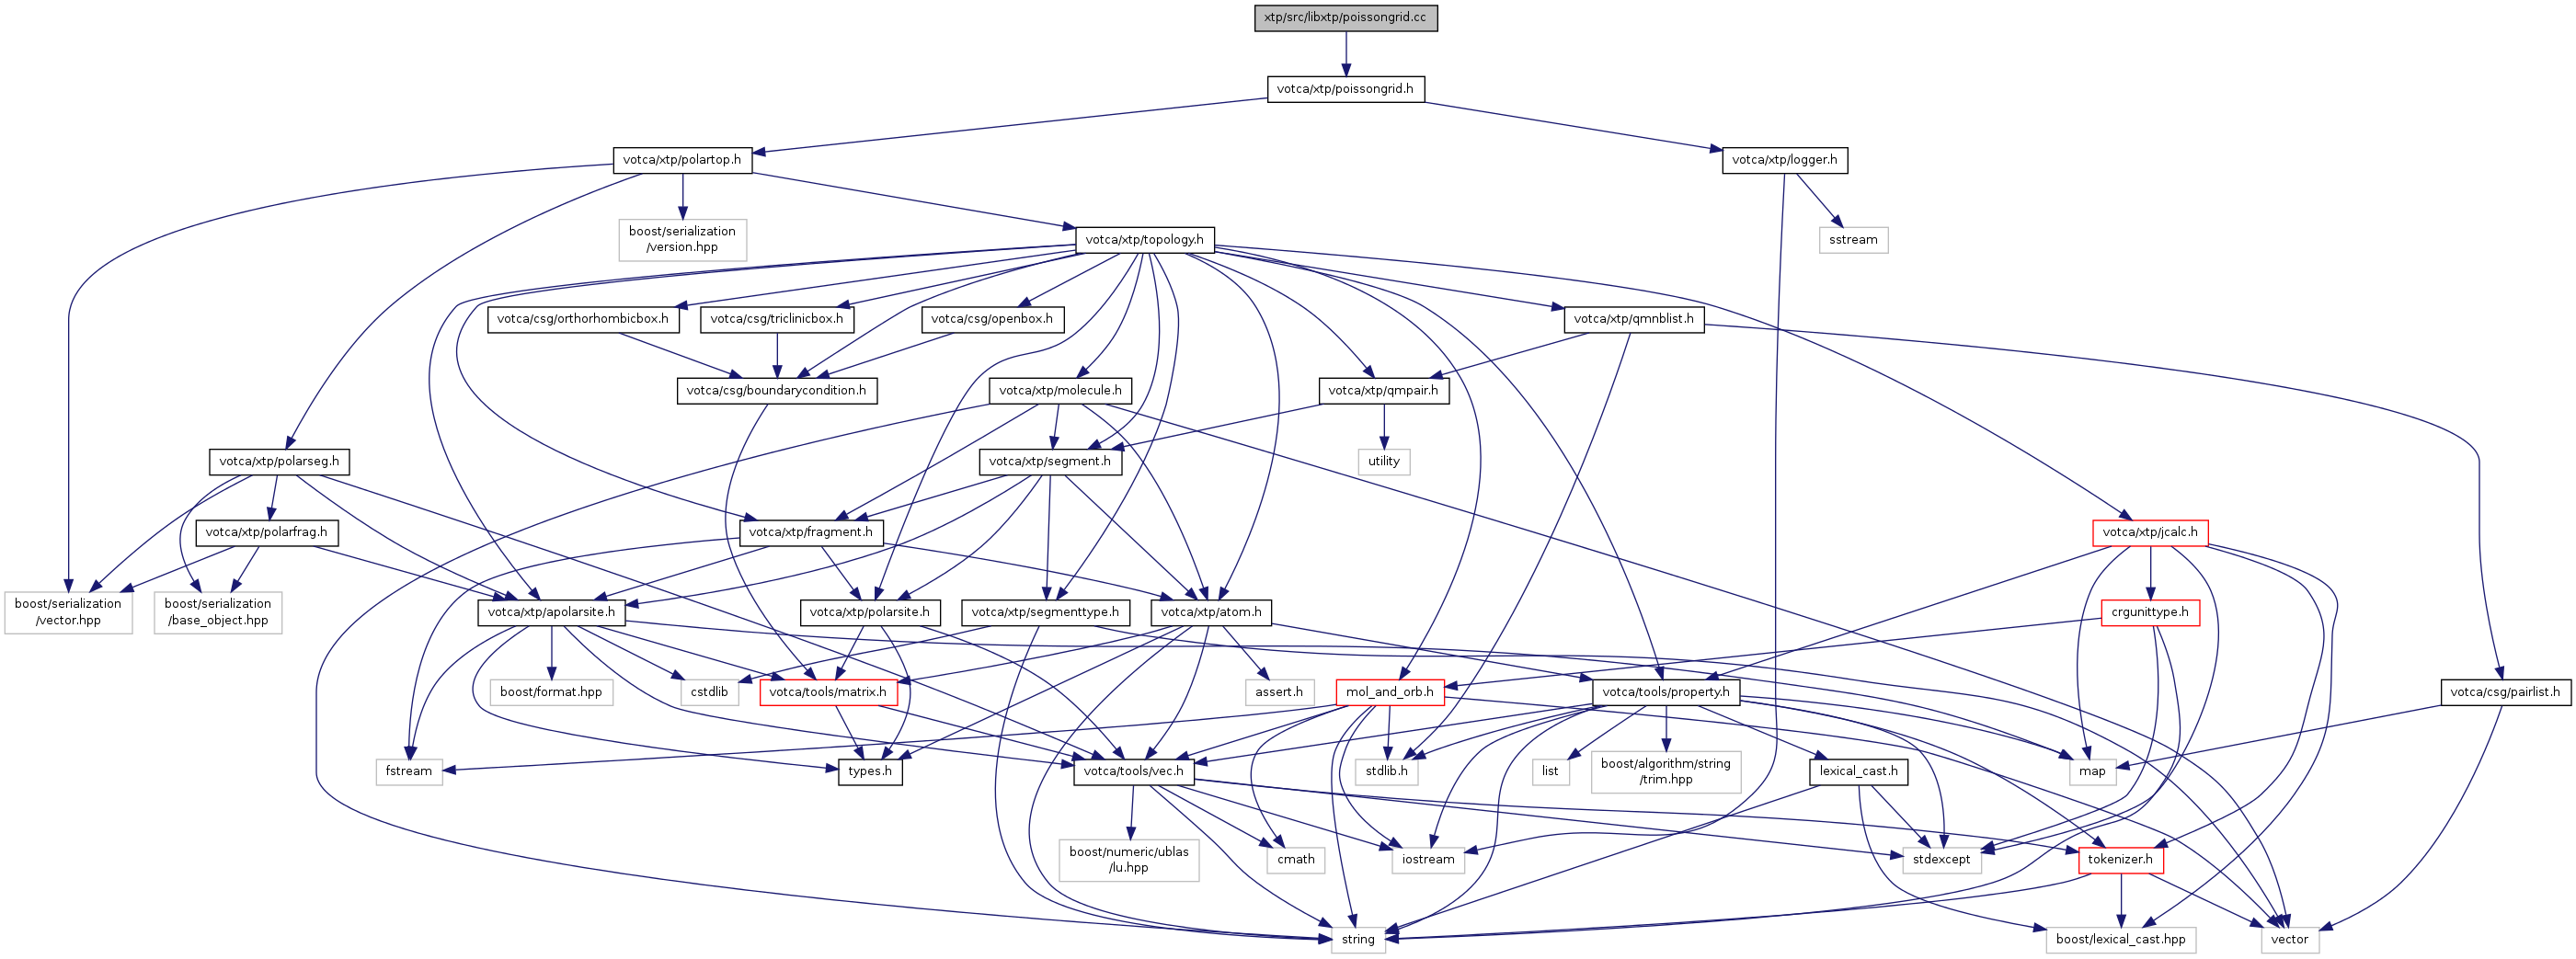 xtp/src/libxtp/poissongrid.cc
votca/xtp/poissongrid.h
votca/xtp/polartop.h
votca/xtp/logger.h
boost/serialization
/version.hpp
votca/xtp/topology.h
sstream
votca/csg/orthorhombicbox.h
votca/csg/triclinicbox.h
votca/csg/openbox.h
votca/xtp/qmnblist.h
votca/csg/boundarycondition.h
votca/xtp/molecule.h
votca/xtp/qmpair.h
votca/xtp/polarseg.h
votca/xtp/segment.h
utility
votca/xtp/polarfrag.h
votca/xtp/fragment.h
votca/xtp/jcalc.h
boost/serialization
/vector.hpp
boost/serialization
/base_object.hpp
votca/xtp/apolarsite.h
votca/xtp/polarsite.h
votca/xtp/segmenttype.h
votca/xtp/atom.h
crgunittype.h
boost/format.hpp
cstdlib
votca/tools/matrix.h
assert.h
mol_and_orb.h
votca/tools/property.h
votca/csg/pairlist.h
fstream
types.h
votca/tools/vec.h
stdlib.h
list
boost/algorithm/string
/trim.hpp
lexical_cast.h
map
boost/numeric/ublas
/lu.hpp
cmath
iostream
stdexcept
tokenizer.h
string
boost/lexical_cast.hpp
vector